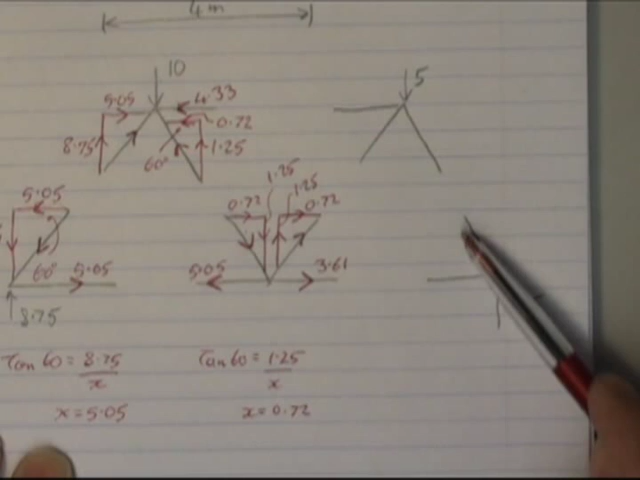 4m
10
5
5.05
4.33
0.72
8.75
60°
1.25
1.25
1.25
5.05
0.72
0.72
60°
5.05
5.05
3.61
8.75
Tan 60 = 8.75
x
Tan 60 = 1.25
x
x = 5.05
x = 0.72